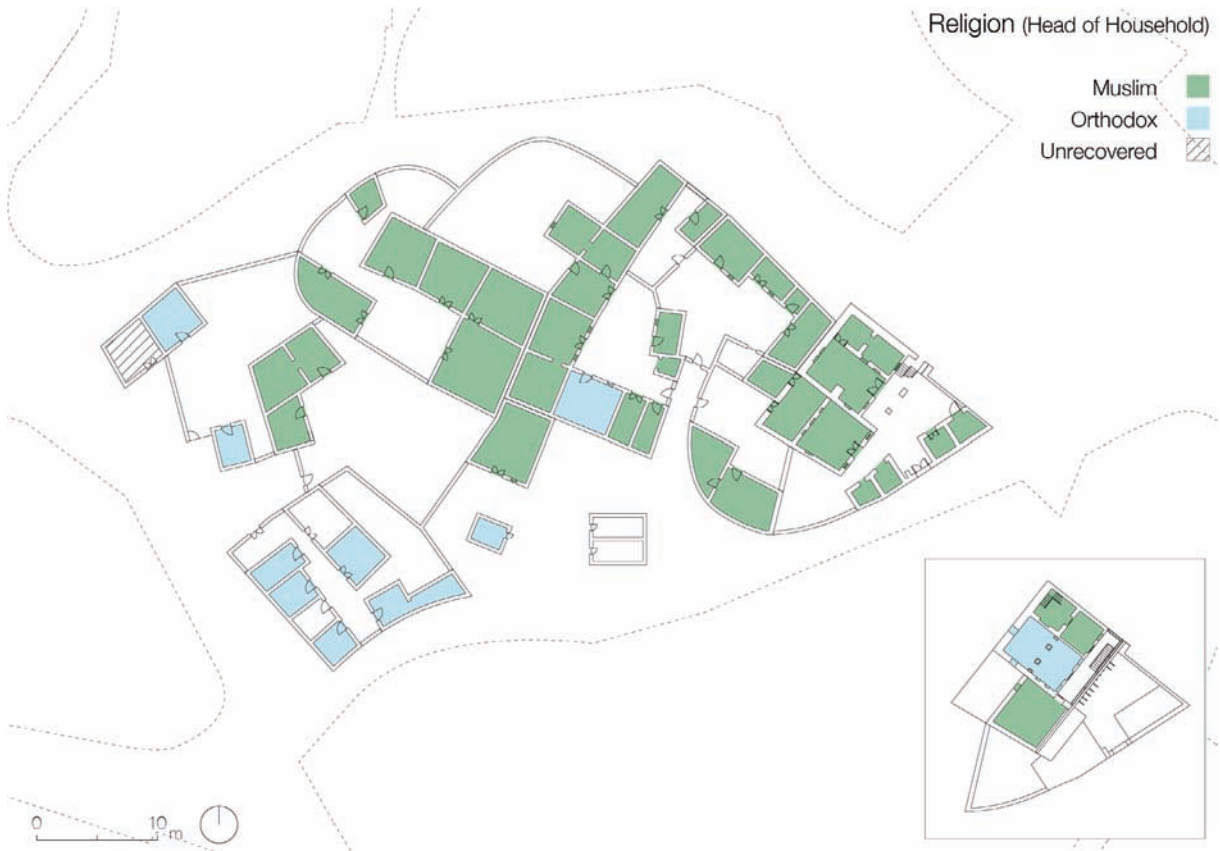 Religion (Head of Household)
Muslim
Orthodox
Unrecovered
0 10 m